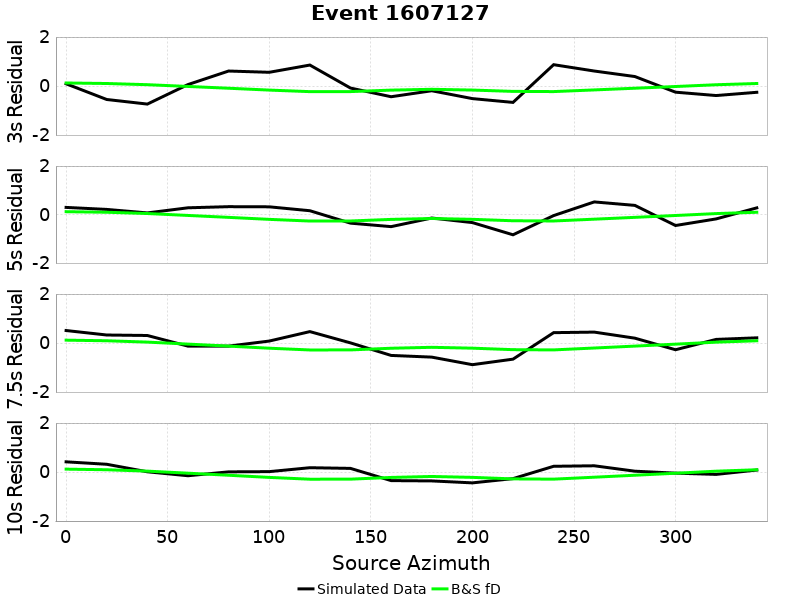 Event 1607127
3s Residual
2
0
-2
5s Residual
2
0
-2
7.5s Residual
2
0
-2
10s Residual
2
0
-2
0 50 100 150 200 250 300
Source Azimuth
Simulated Data B&S fD